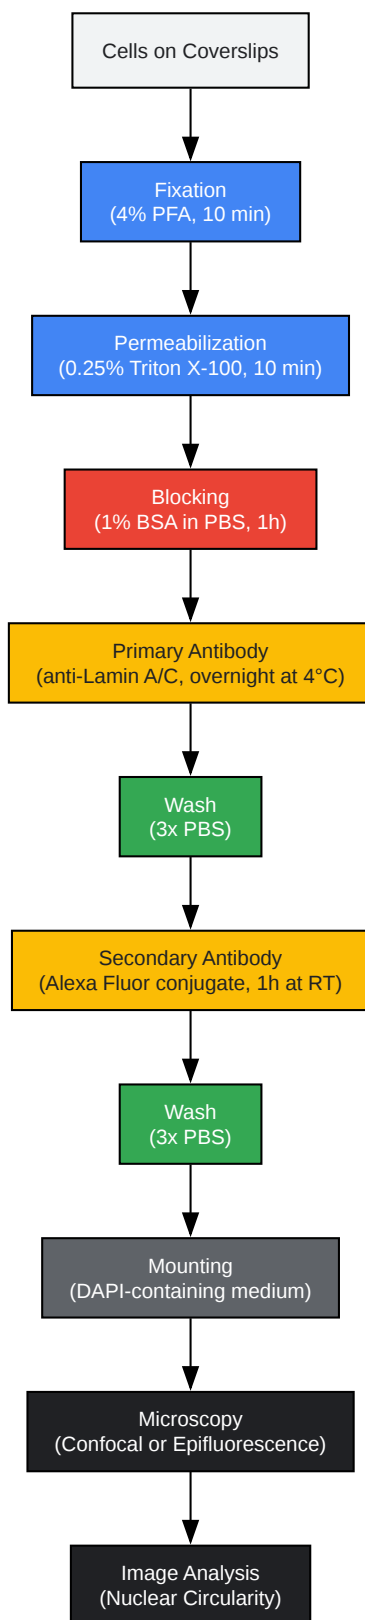 Cells on Coverslips
Fixation
(4% PFA, 10 min)
Permeabilization
(0.25% Triton X-100, 10 min)
Blocking
(1% BSA in PBS, 1h)
Primary Antibody
(anti-Lamin A/C, overnight at 4°C)
Wash
(3x PBS)
Secondary Antibody
(Alexa Fluor conjugate, 1h at RT)
Wash
(3x PBS)
Mounting
(DAPI-containing medium)
Microscopy
(Confocal or Epifluorescence)
Image Analysis
(Nuclear Circularity)